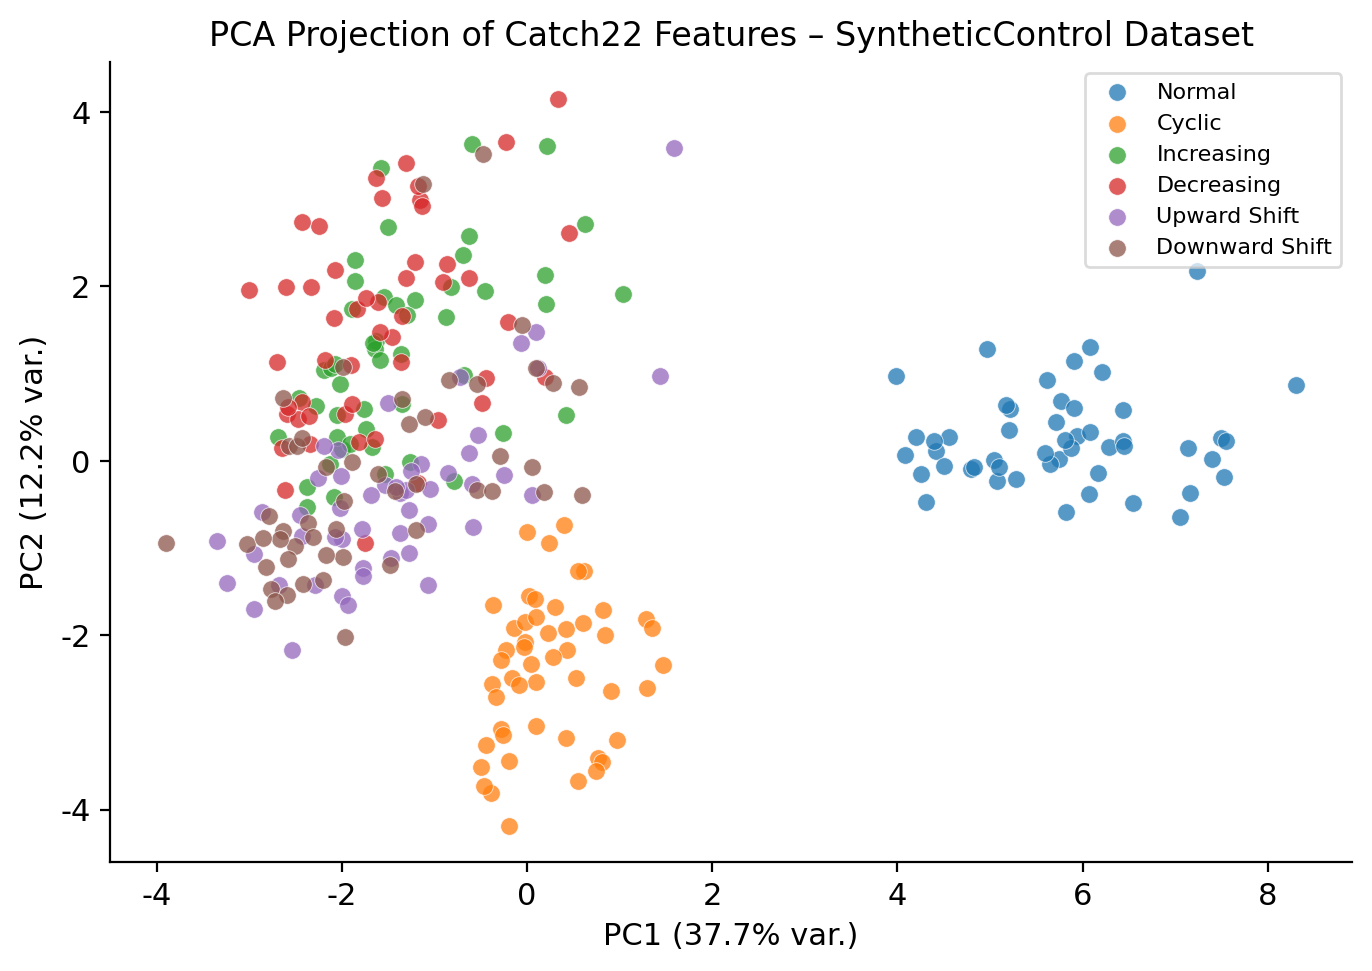 PCA Projection of Catch22 Features – SyntheticControl Dataset
Normal
Cyclic
Increasing
Decreasing
Upward Shift
Downward Shift
4
2
0
-2
-4
PC2 (12.2% var.)
-4
-2
0
2
4
6
8
PC1 (37.7% var.)